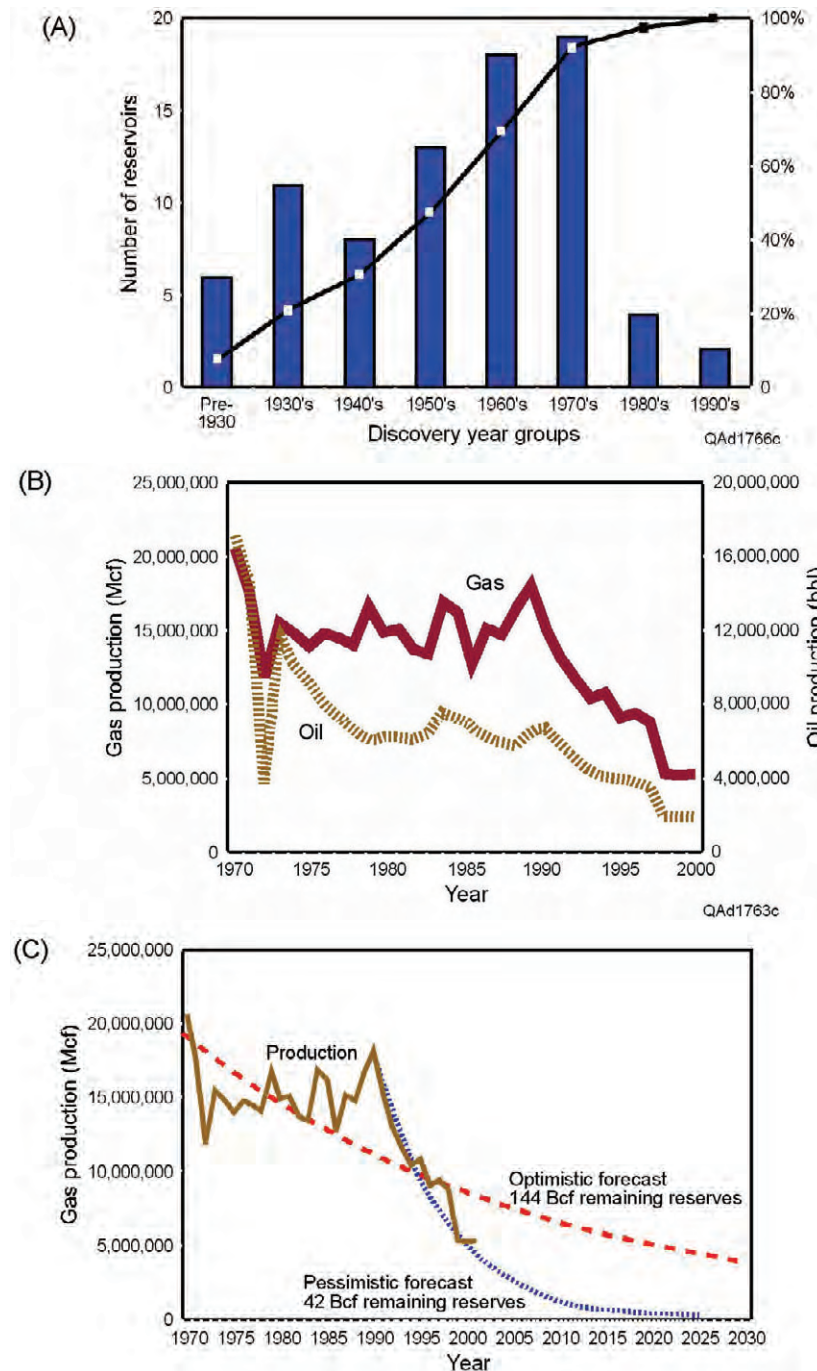 (A)
20
15
10
5
0
Number of reservoirs
100%
80%
60%
40%
20%
0
Pre-
1930
1930's
1940's
1950's
1960's
1970's
1980's
1990's
Discovery year groups
QAd1766c
(B)
25,000,000
20,000,000
15,000,000
10,000,000
5,000,000
0
Gas production (Mcf)
20,000,000
16,000,000
12,000,000
8,000,000
4,000,000
0
Oil production (bbl)
Gas
Oil
1970
1975
1980
1985
1990
1995
2000
Year
QAd1763c
(C)
25,000,000
20,000,000
15,000,000
10,000,000
5,000,000
0
Gas production (Mcf)
Production
Optimistic forecast
144 Bcf remaining reserves
Pessimistic forecast
42 Bcf remaining reserves
1970
1975
1980
1985
1990
1995
2000
2005
2010
2015
2020
2025
2030
Year